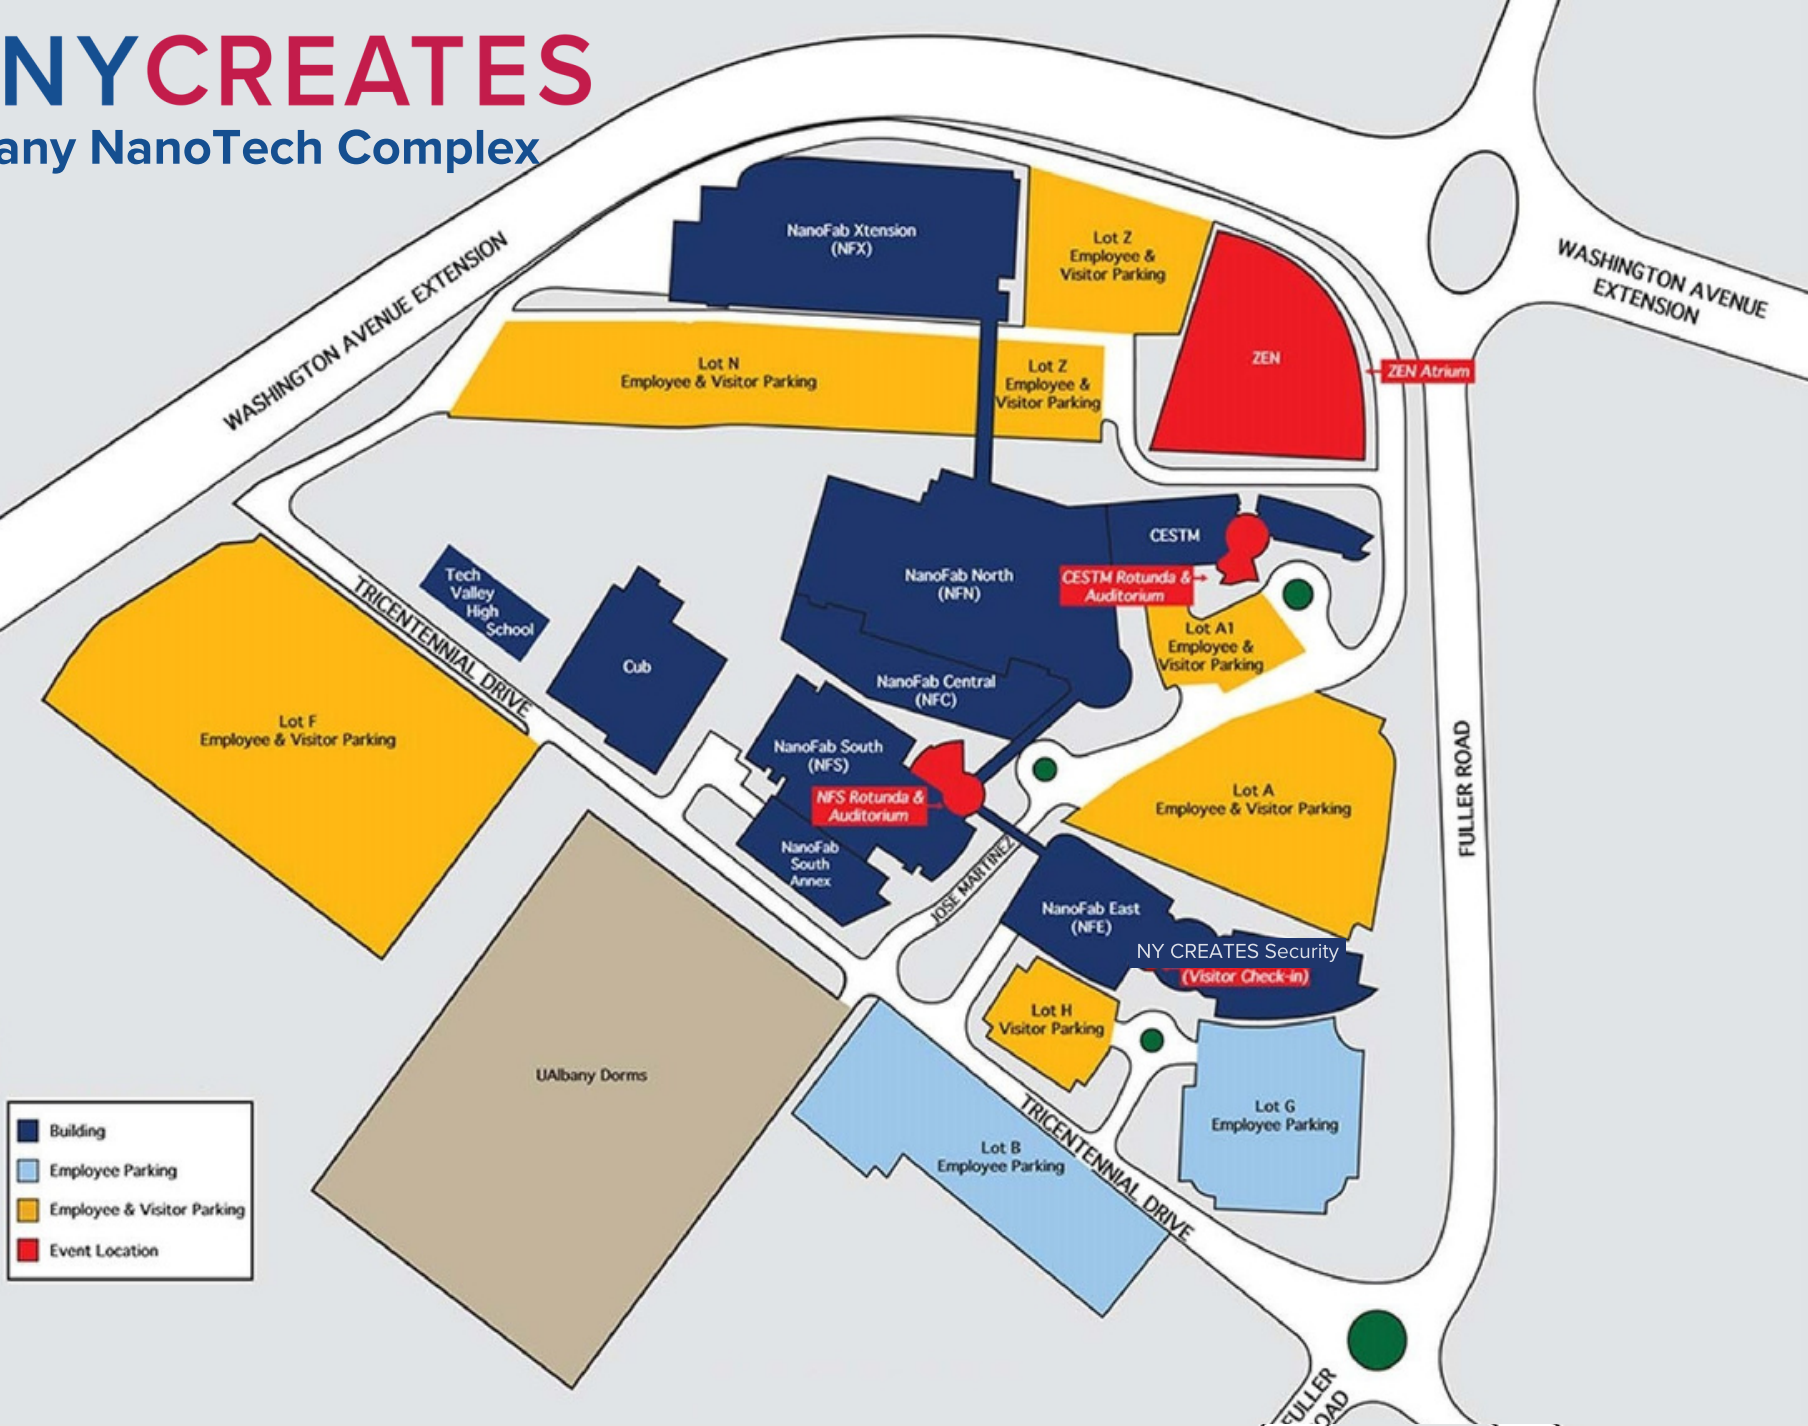 NYCREATES
any NanoTech Complex
WASHINGTON AVENUE EXTENSION
WASHINGTON AVENUE
EXTENSION
NanoFab Xtension
(NFX)
Lot Z
Employee &
Visitor Parking
ZEN
ZEN Atrium
Lot N
Employee & Visitor Parking
Lot Z
Employee &
Visitor Parking
CESTM
CESTM Rotunda &
Auditorium
NanoFab North
(NFN)
Tech
Valley
High
School
TRICENTENNIAL DRIVE
Cub
Lot A1
Employee &
Visitor Parking
NanoFab Central
(NFC)
Lot F
Employee & Visitor Parking
NanoFab South
(NFS)
NFS Rotunda &
Auditorium
Lot A
Employee & Visitor Parking
FULLER ROAD
NanoFab
South
Annex
JOSE MARTINEZ
NanoFab East
(NFE)
NY CREATES Security
(Visitor Check-in)
Lot H
Visitor Parking
UAlbany Dorms
Lot G
Employee Parking
Lot B
Employee Parking
TRICENTENNIAL DRIVE
Building
Employee Parking
Employee & Visitor Parking
Event Location
FULLER
ROAD